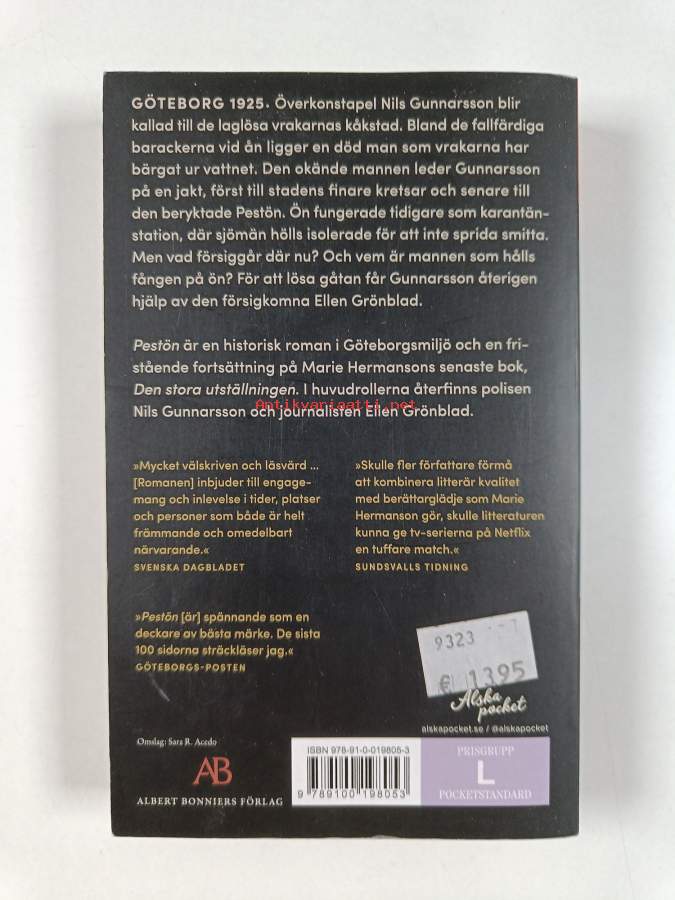 GÖTEBORG 1925. Överkonstapel Nils Gunnarsson blir
kallad till de laglösa vrakarnas kåkstad. Bland de fallfärdiga
barackerna vid ån ligger en död man som vrakarna har
bärgat ur vattnet. Den okände mannen leder Gunnarsson
på en jakt, först till stadens finare kretsar och senare till
den beryktade Pestön. Ön fungerade tidigare som karantän-
station, där sjömän hölls isolerade för att inte sprida smitta.
Men vad försiggår där nu? Och vem är mannen som hålls
fången på ön? För att lösa gåtan får Gunnarsson återigen
hjälp av den försigkomna Ellen Grönblad.
Pestön är en historisk roman i Göteborgsmiljö och en fri-
stående fortsättning på Marie Hermansons senaste bok,
Den stora utställningen. I huvudrollerna återfinns polisen
Nils Gunnarsson och journalisten Ellen Grönblad.
Antikvariaatti.net
»Mycket välskriven och läsvärd ...
[Romanen] inbjuder till engage-
mang och inlevelse i tider, platser
och personer som både är helt
främmande och omedelbart
närvarande.«
SVENSKA DAGBLADET
»Skulle fler författare förmå
att kombinera litterär kvalitet
med berättarglädje som Marie
Hermanson gör, skulle litteraturen
kunna ge tv-serierna på Netflix
en tuffare match.«
SUNDSVALLS TIDNING
»Pestön [är] spännande som en
deckare av bästa märke. De sista
100 sidorna sträckläser jag.«
GÖTEBORGS-POSTEN
9323
€ 13.95
Älska
pocket
alskapocket.se / @alskapocket
Omslag: Sara R. Acedo
AB
ALBERT BONNIERS FÖRLAG
ISBN 978-91-0-019805-3
9 789100 198053
PRISGRUPP
L
POCKETSTANDARD